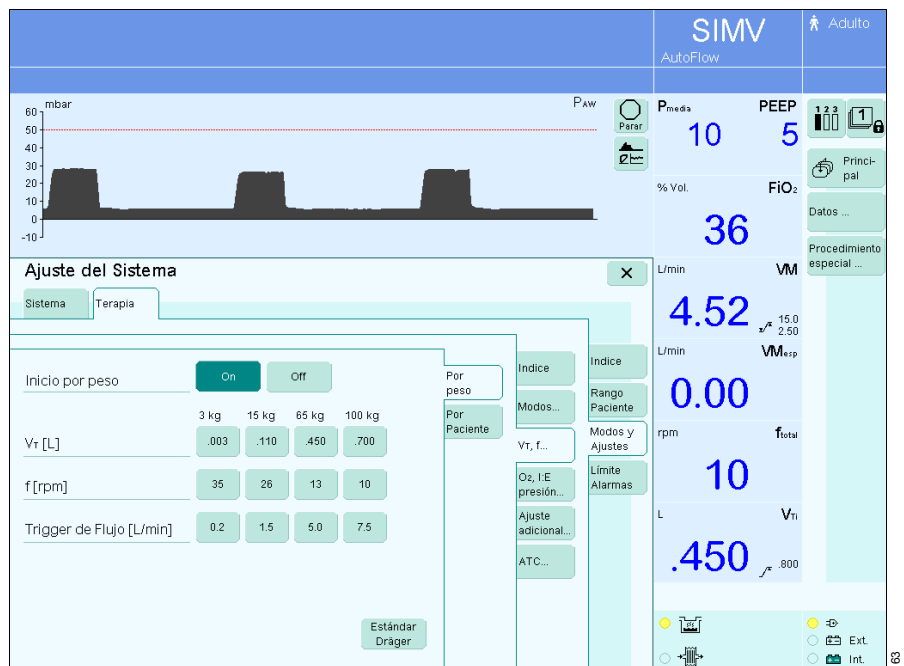 SIMV
AutoFlow
Adulto
mbar
PAW
60
50
40
30
20
10
0
-10
Parar
Pmedia PEEP
10 5
% Vol. FiO2
36
L/min VM
4.52 15.0
2.50
L/min VMesp
0.00
rpm ftotal
10
L VTi
.450 .800
1 2 3
1
Princi-
pal
Datos ...
Procedimiento
especial ...
Ajuste del Sistema
Sistema Terapia
Inicio por peso On Off
3 kg 15 kg 65 kg 100 kg
VT [L] .003 .110 .450 .700
f [rpm] 35 26 13 10
Trigger de Flujo [L/min] 0.2 1.5 5.0 7.5
Estándar
Dräger
Por
peso
Por
Paciente
Indice
Modos...
VT, f...
O2, I:E
presión...
Ajuste
adicional...
ATC...
Indice
Rango
Paciente
Modos y
Ajustes
Límite
Alarmas
Ext.
Int.
63